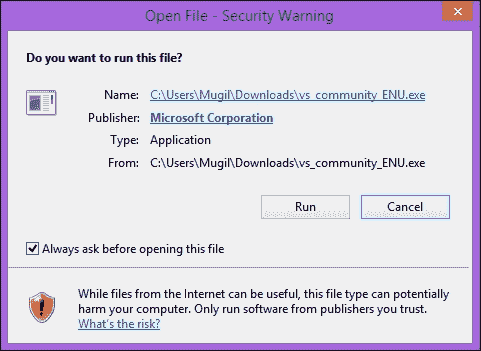 Open File - Security Warning
Do you want to run this file?
Name: C:\Users\Mugil\Downloads\vs_community_ENU.exe
Publisher: Microsoft Corporation
Type: Application
From: C:\Users\Mugil\Downloads\vs_community_ENU.exe
Run Cancel
Always ask before opening this file
While files from the Internet can be useful, this file type can potentially
harm your computer. Only run software from publishers you trust.
What's the risk?